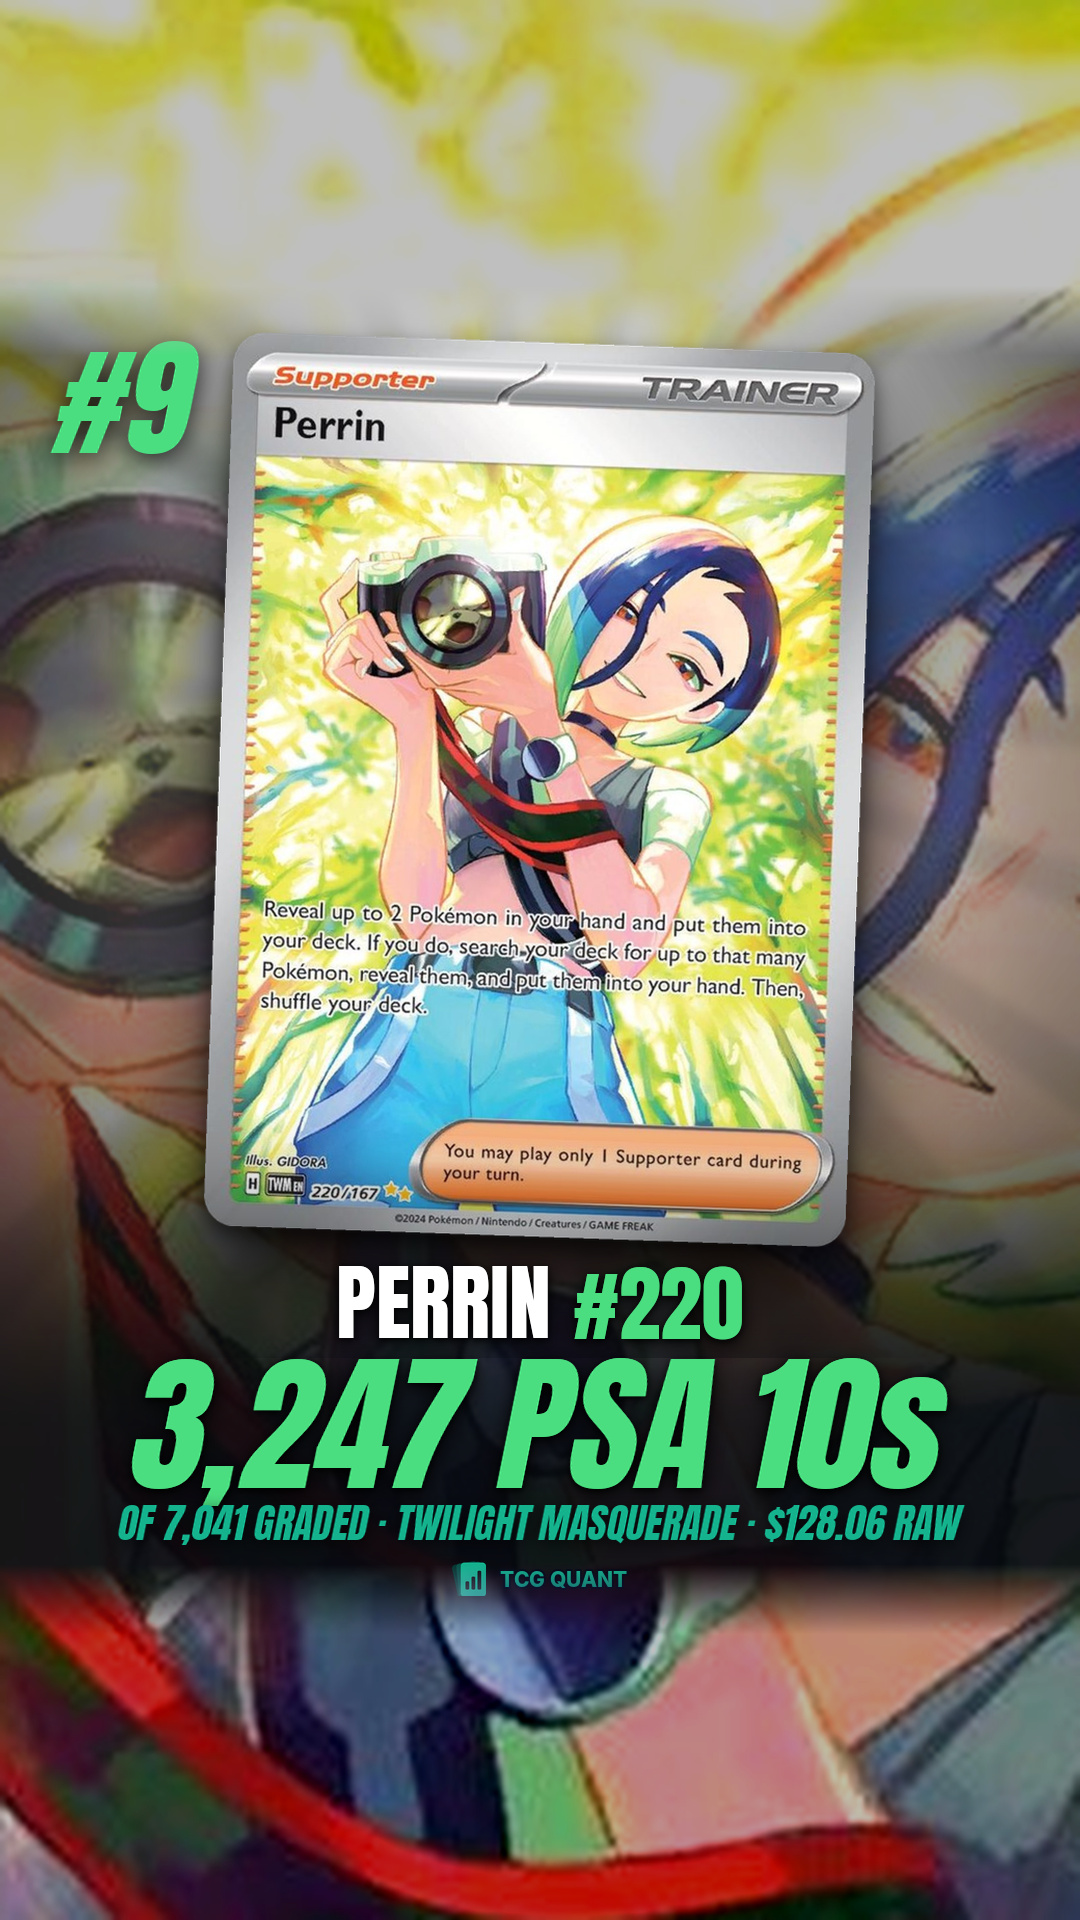 #9
Supporter
TRAINER
Perrin
Reveal up to 2 Pokémon in your hand and put them into
your deck. If you do, search your deck for up to that many
Pokémon, reveal them, and put them into your hand. Then,
shuffle your deck.
You may play only 1 Supporter card during
your turn.
Illus. GIDORA
H TWM EN 220/167
©2024 Pokémon / Nintendo / Creatures / GAME FREAK
PERRIN #220
3,247 PSA 10s
OF 7,041 GRADED · TWILIGHT MASQUERADE · $128.06 RAW
TCG QUANT